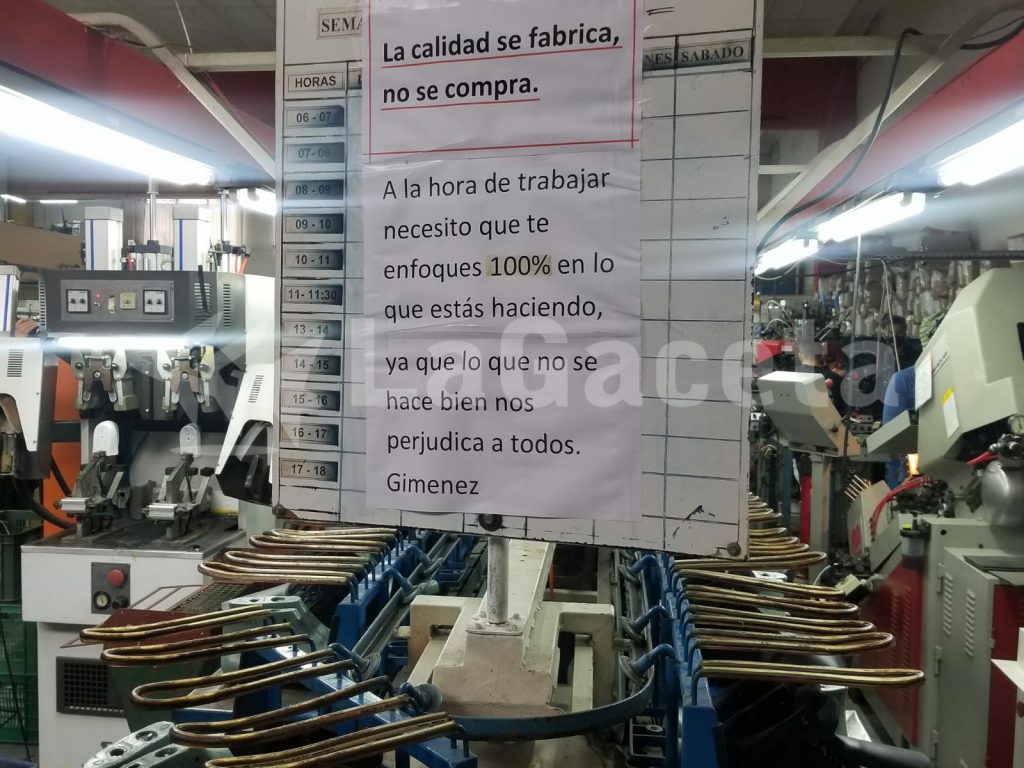 SEMA
La calidad se fabrica,
no se compra.
NES SABADO
HORAS
06 - 07
07 - 08
08 - 09
09 - 10
10 - 11
11 - 11:30
13 - 14
14 - 15
15 - 16
16 - 17
17 - 18
A la hora de trabajar
necesito que te
enfoques 100% en lo
que estás haciendo,
ya que lo que no se
hace bien nos
perjudica a todos.
Gimenez
LaGaceta